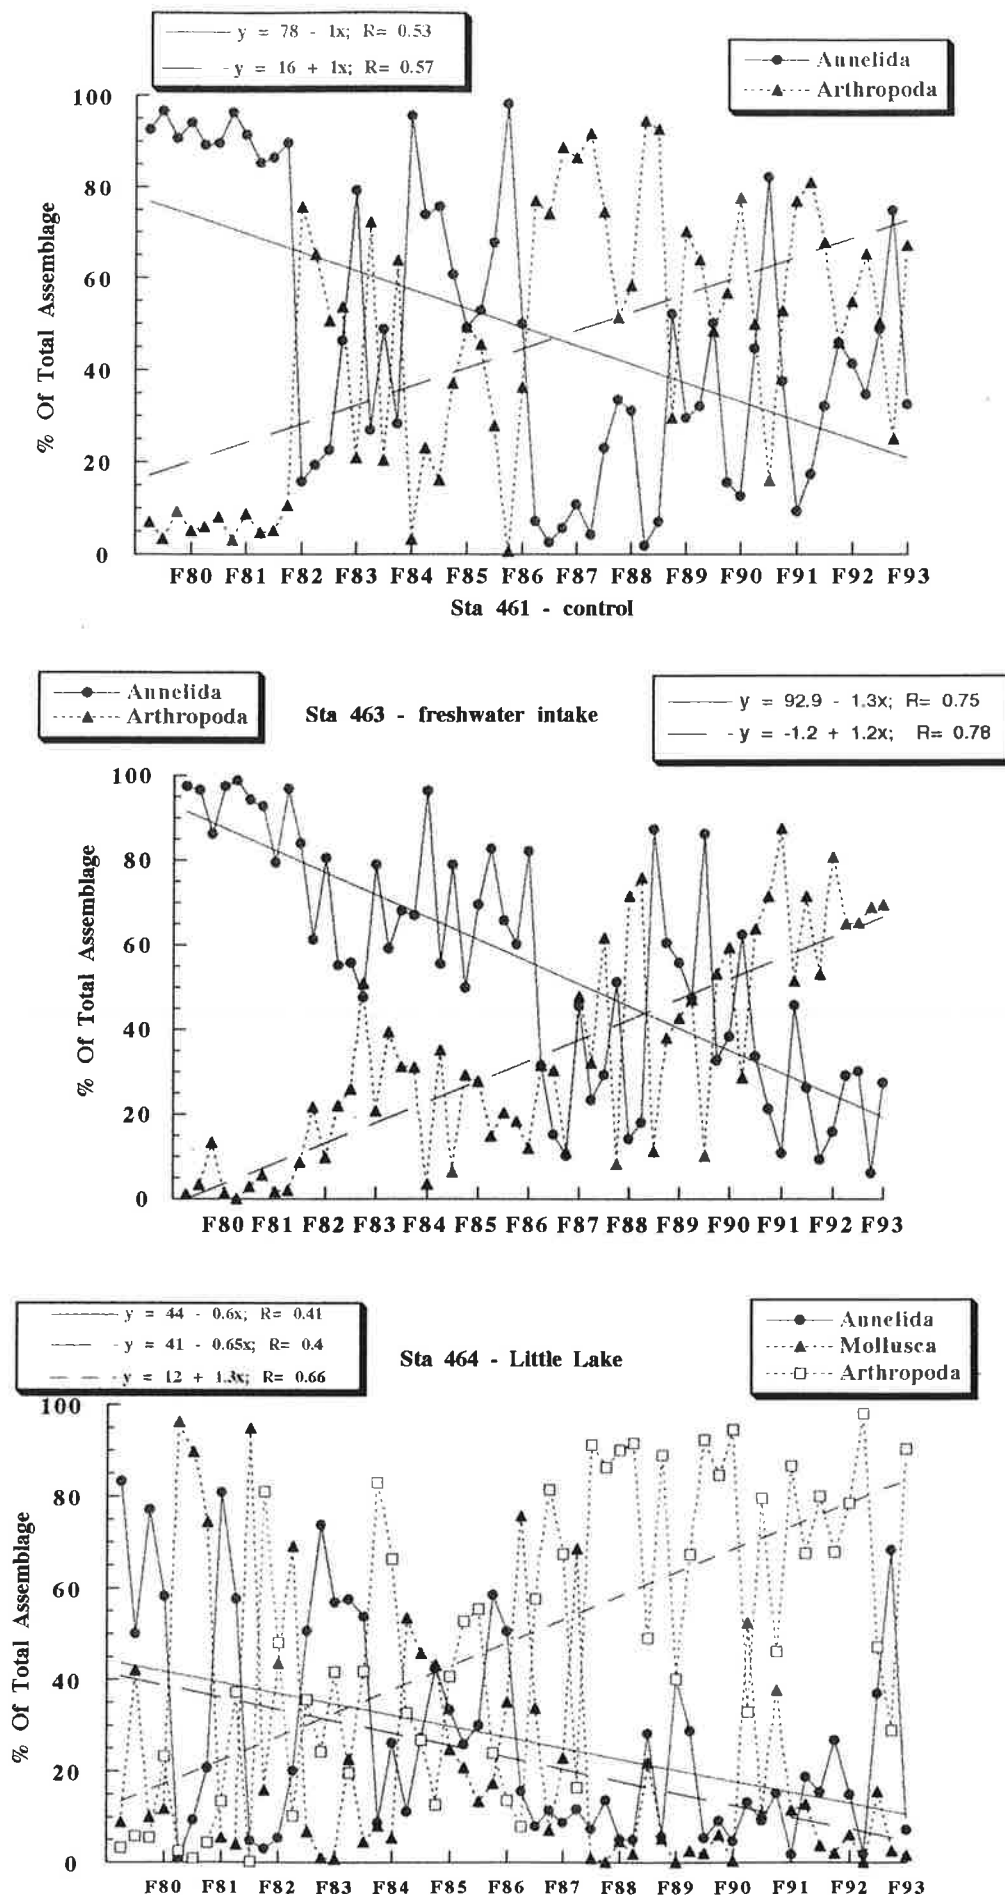 y = 78 - 1x; R= 0.53
y = 16 + 1x; R= 0.57
Annelida
Arthropoda
100
80
60
40
20
0
% Of Total Assemblage
F80 F81 F82 F83 F84 F85 F86 F87 F88 F89 F90 F91 F92 F93
Sta 461 - control
Annelida
Arthropoda
Sta 463 - freshwater intake
y = 92.9 - 1.3x; R= 0.75
y = -1.2 + 1.2x; R= 0.78
100
80
60
40
20
0
% Of Total Assemblage
F80 F81 F82 F83 F84 F85 F86 F87 F88 F89 F90 F91 F92 F93
y = 44 - 0.6x; R= 0.41
y = 41 - 0.65x; R= 0.4
y = 12 + 1.3x; R= 0.66
Sta 464 - Little Lake
Annelida
Mollusca
Arthropoda
100
80
60
40
20
0
% Of Total Assemblage
F80 F81 F82 F83 F84 F85 F86 F87 F88 F89 F90 F91 F92 F93